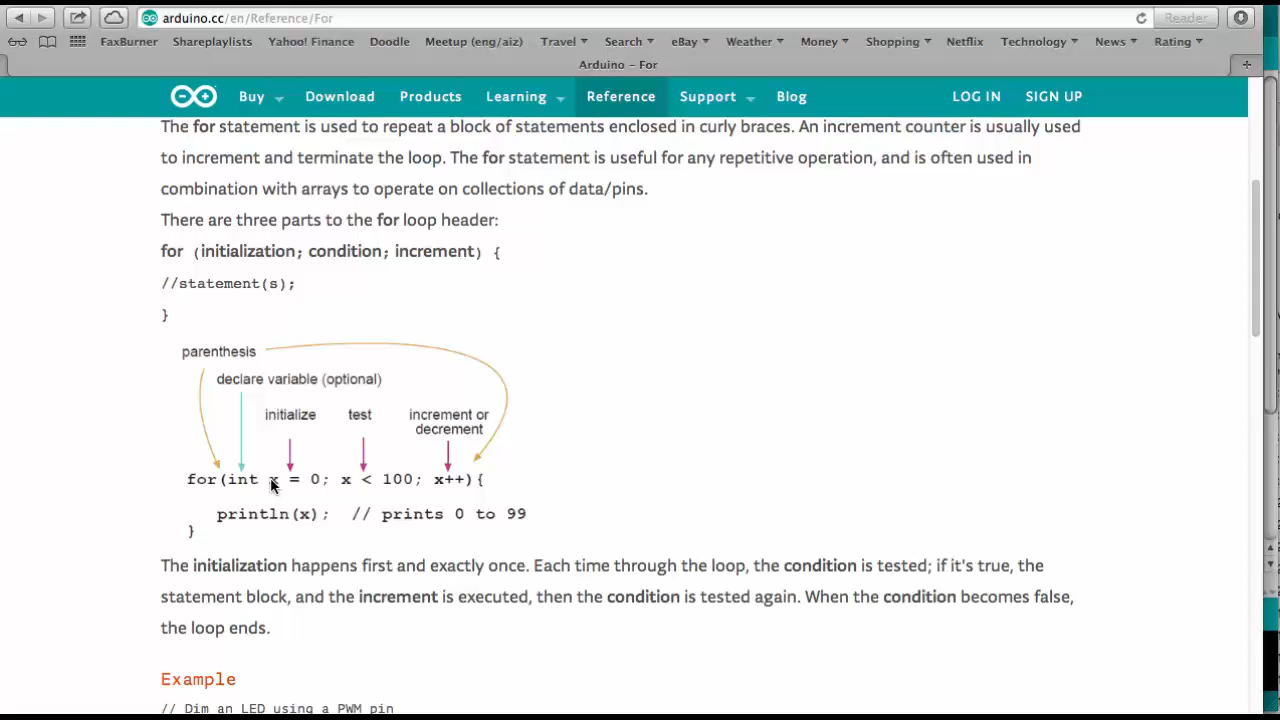 arduino.cc/en/Reference/For
Reader
FaxBurner Shareplaylists Yahoo! Finance Doodle Meetup (eng/aiz) Travel Search eBay Weather Money Shopping Netflix Technology News Rating
Arduino – For
Buy Download Products Learning Reference Support Blog LOG IN SIGN UP
The for statement is used to repeat a block of statements enclosed in curly braces. An increment counter is usually used
to increment and terminate the loop. The for statement is useful for any repetitive operation, and is often used in
combination with arrays to operate on collections of data/pins.
There are three parts to the for loop header:
for (initialization; condition; increment) {
//statement(s);
}
parenthesis
declare variable (optional)
initialize test increment or
decrement
for(int x = 0; x < 100; x++){
println(x); // prints 0 to 99
}
The initialization happens first and exactly once. Each time through the loop, the condition is tested; if it's true, the
statement block, and the increment is executed, then the condition is tested again. When the condition becomes false,
the loop ends.
Example
// Dim an LED using a PWM pin